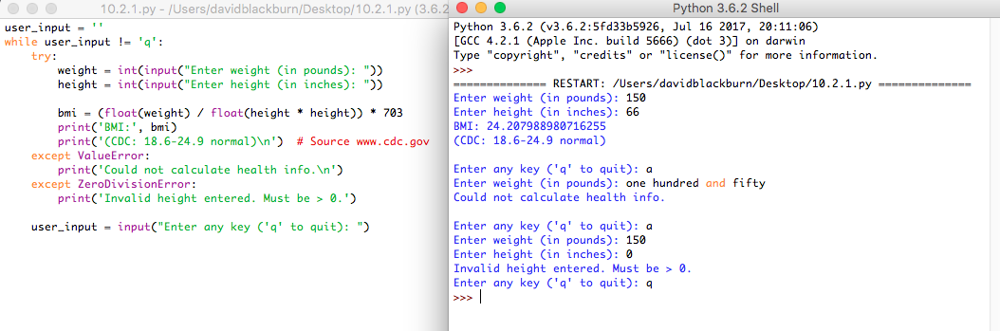 10.2.1.py - /Users/davidblackburn/Desktop/10.2.1.py (3.6.2
user_input = ''
while user_input != 'q':
    try:
        weight = int(input("Enter weight (in pounds): "))
        height = int(input("Enter height (in inches): "))

        bmi = (float(weight) / float(height * height)) * 703
        print('BMI:', bmi)
        print('(CDC: 18.6-24.9 normal)\n')  # Source www.cdc.gov
    except ValueError:
        print('Could not calculate health info.\n')
    except ZeroDivisionError:
        print('Invalid height entered. Must be > 0.')

    user_input = input("Enter any key ('q' to quit): ")
Python 3.6.2 Shell
Python 3.6.2 (v3.6.2:5fd33b5926, Jul 16 2017, 20:11:06)
[GCC 4.2.1 (Apple Inc. build 5666) (dot 3)] on darwin
Type "copyright", "credits" or "license()" for more information.
>>>
============== RESTART: /Users/davidblackburn/Desktop/10.2.1.py ==============
Enter weight (in pounds): 150
Enter height (in inches): 66
BMI: 24.207988980716255
(CDC: 18.6-24.9 normal)

Enter any key ('q' to quit): a
Enter weight (in pounds): one hundred and fifty
Could not calculate health info.

Enter any key ('q' to quit): a
Enter weight (in pounds): 150
Enter height (in inches): 0
Invalid height entered. Must be > 0.
Enter any key ('q' to quit): q
>>>